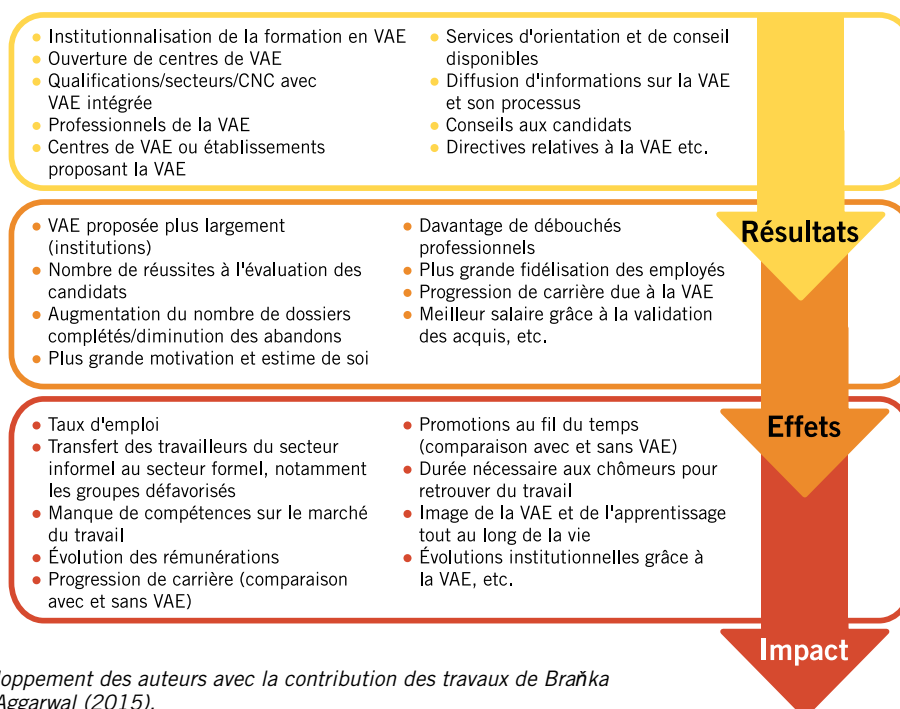 Institutionnalisation de la formation en VAE
Ouverture de centres de VAE
Qualifications/secteurs/CNC avec
VAE intégrée
Professionnels de la VAE
Centres de VAE ou établissements
proposant la VAE
Services d'orientation et de conseil
disponibles
Diffusion d'informations sur la VAE
et son processus
Conseils aux candidats
Directives relatives à la VAE etc.
Résultats
VAE proposée plus largement
(institutions)
Nombre de réussites à l'évaluation des
candidats
Augmentation du nombre de dossiers
complétés/diminution des abandons
Plus grande motivation et estime de soi
Davantage de débouchés
professionnels
Plus grande fidélisation des employés
Progression de carrière due à la VAE
Meilleur salaire grâce à la validation
des acquis, etc.
Effets
Taux d'emploi
Transfert des travailleurs du secteur
informel au secteur formel, notamment
les groupes défavorisés
Manque de compétences sur le marché
du travail
Évolution des rémunérations
Progression de carrière (comparaison
avec et sans VAE)
Promotions au fil du temps
(comparaison avec et sans VAE)
Durée nécessaire aux chômeurs pour
retrouver du travail
Image de la VAE et de l'apprentissage
tout au long de la vie
Évolutions institutionnelles grâce à
la VAE, etc.
Impact
loppement des auteurs avec la contribution des travaux de Braňka
Aggarwal (2015).